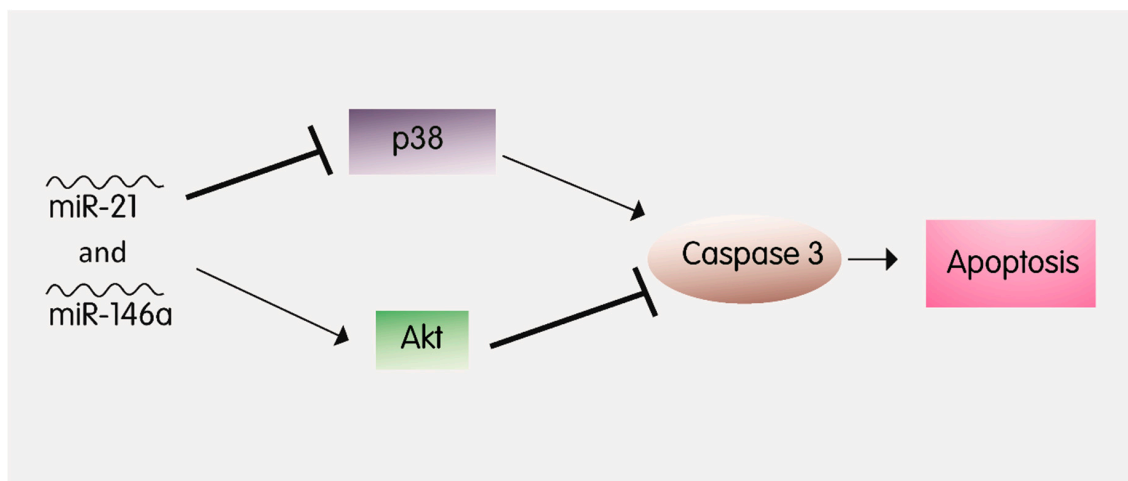 p38
miR-21
and
miR-146a
Akt
Caspase 3
Apoptosis